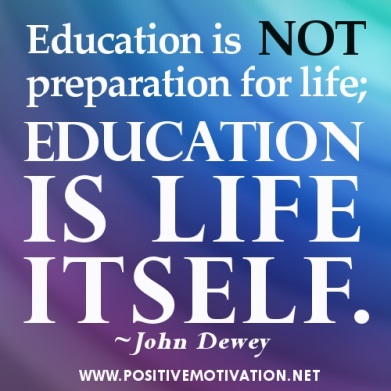 Education is NOT
preparation for life;
EDUCATION
IS LIFE
ITSELF.
~John Dewey
WWW.POSITIVEMOTIVATION.NET